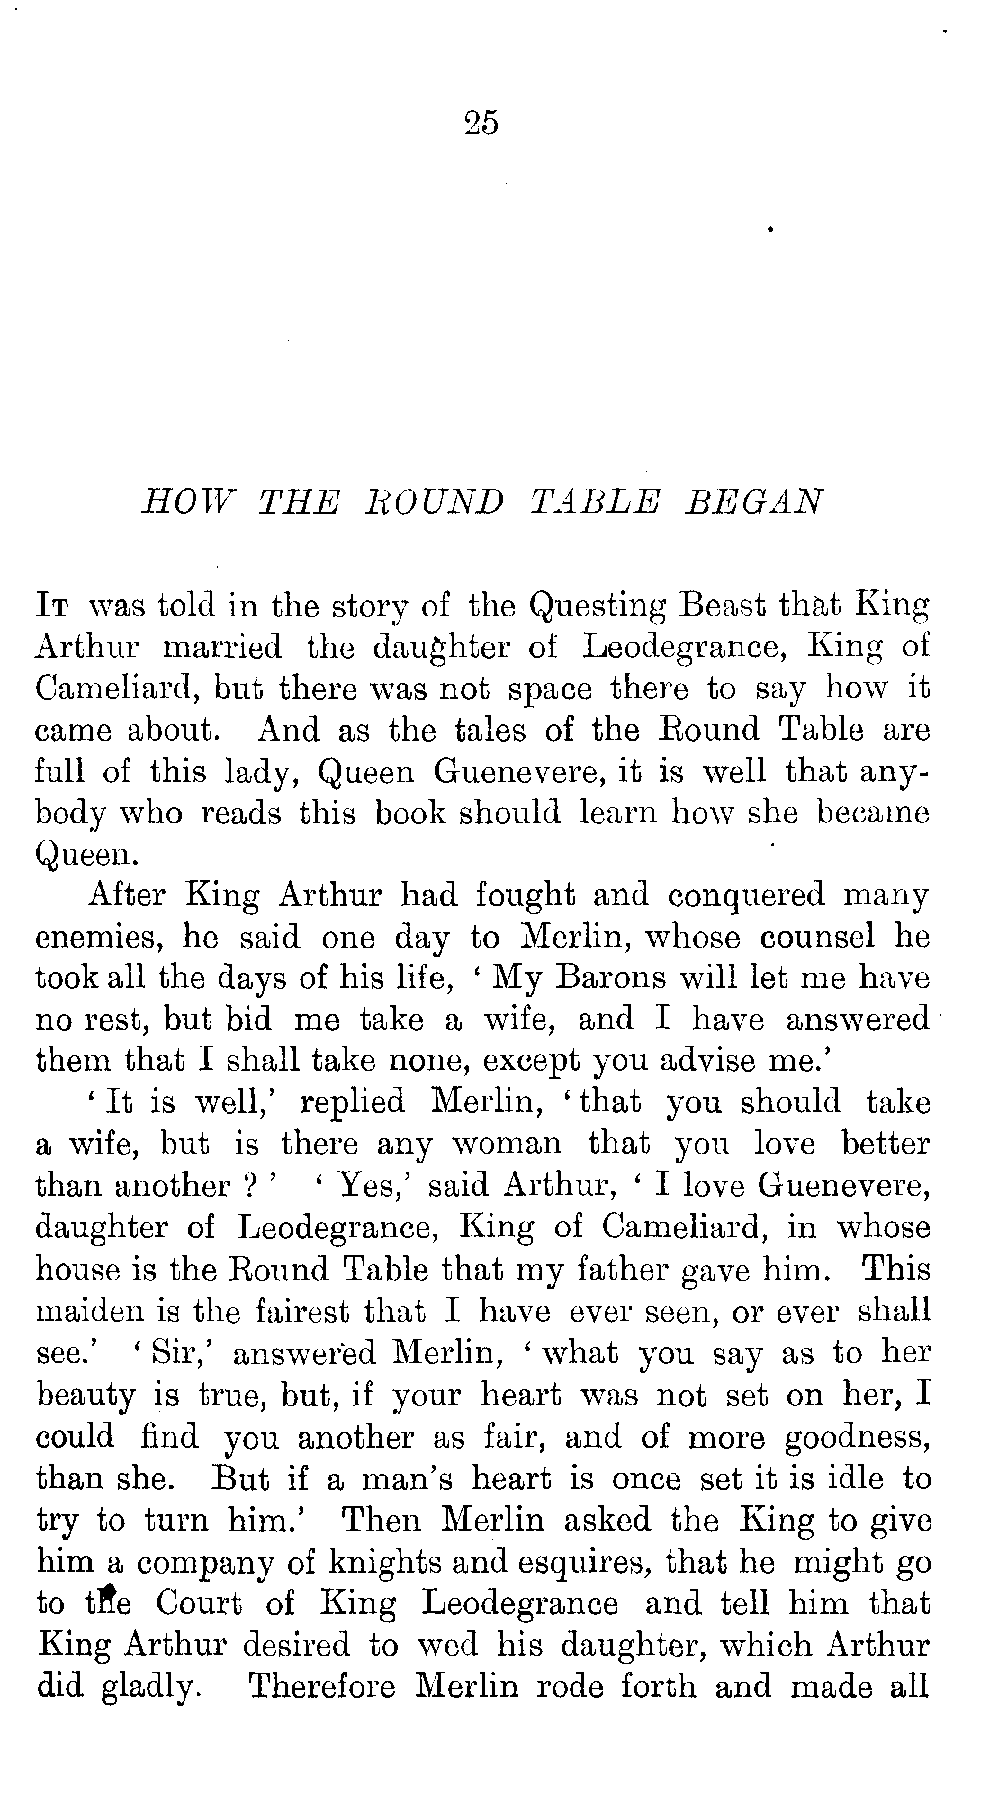 25
HOW THE ROUND TABLE BEGAN
IT was told in the story of the Questing Beast that King
Arthur married the daughter of Leodegrance, King of
Cameliard, but there was not space there to say how it
came about. And as the tales of the Round Table are
full of this lady, Queen Guenevere, it is well that any-
body who reads this book should learn how she became
Queen.
After King Arthur had fought and conquered many
enemies, he said one day to Merlin, whose counsel he
took all the days of his life, ‘ My Barons will let me have
no rest, but bid me take a wife, and I have answered
them that I shall take none, except you advise me.’
‘ It is well,’ replied Merlin, ‘ that you should take
a wife, but is there any woman that you love better
than another ? ’ ‘ Yes,’ said Arthur, ‘ I love Guenevere,
daughter of Leodegrance, King of Cameliard, in whose
house is the Round Table that my father gave him. This
maiden is the fairest that I have ever seen, or ever shall
see.’ ‘ Sir,’ answered Merlin, ‘ what you say as to her
beauty is true, but, if your heart was not set on her, I
could find you another as fair, and of more goodness,
than she. But if a man’s heart is once set it is idle to
try to turn him.’ Then Merlin asked the King to give
him a company of knights and esquires, that he might go
to the Court of King Leodegrance and tell him that
King Arthur desired to wed his daughter, which Arthur
did gladly. Therefore Merlin rode forth and made all